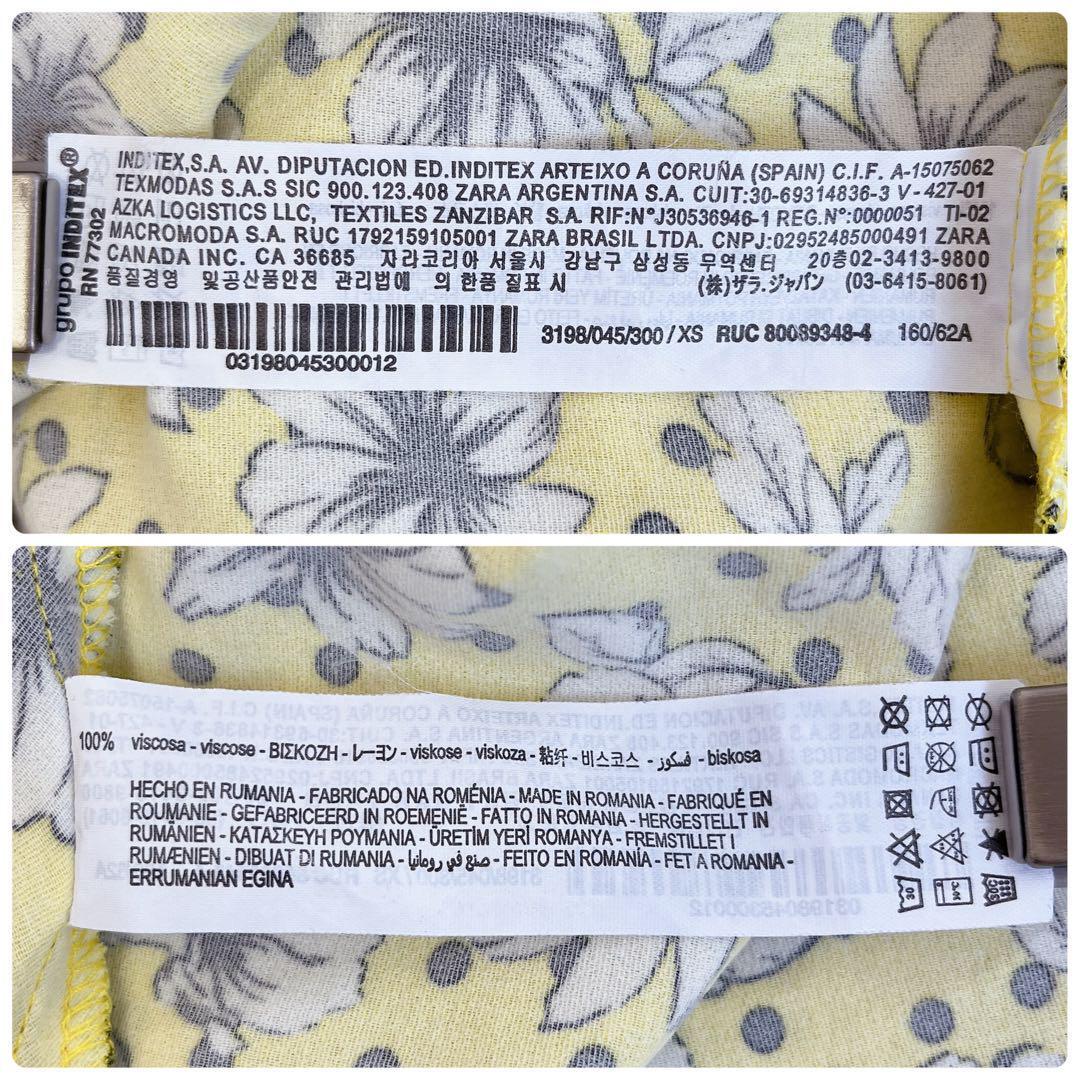 grupo INDITEX®
RN 77302
INDITEX,S.A. AV. DIPUTACION ED.INDITEX ARTEIXO A CORUÑA (SPAIN) C.I.F. A-15075062
TEXMODAS S.A.S SIC 900.123.408 ZARA ARGENTINA S.A. CUIT:30-69314836-3 V-427-01
AZKA LOGISTICS LLC, TEXTILES ZANZIBAR S.A. RIF:N°J30536946-1 REG.N°:0000051 TI-02
MACROMODA S.A. RUC 1792159105001 ZARA BRASIL LTDA. CNPJ:02952485000491 ZARA
CANADA INC. CA 36685 자라코리아 서울시 강남구 삼성동 무역센터 20층02-3413-9800
품질경영 및공산품안전 관리법에 의한품질표시 (株)ザラ.ジャパン (03-6415-8061)
3198/045/300/XS RUC 80089348-4 160/62A
03198045300012
100% viscosa - viscose - ΒΙΣΚΟΖΗ - レーヨン - viskose - viskoza - 粘纤 - 비스코스 - فسكوز - biskosa
HECHO EN RUMANIA - FABRICADO NA ROMÉNIA - MADE IN ROMANIA - FABRIQUÉ EN
ROUMANIE - GEFABRICEERD IN ROEMENIË - FATTO IN ROMANIA - HERGESTELLT IN
RUMÄNIEN - ΚΑΤΑΣΚΕΥΗ ΡΟΥΜΑΝΙΑ - ÜRETİM YERİ ROMANYA - FREMSTILLET I
RUMÆNIEN - DIBUAT DI RUMANIA - صنع في رومانيا - FEITO EN ROMANÍA - FET A ROMANIA -
ERRUMANIAN EGINA